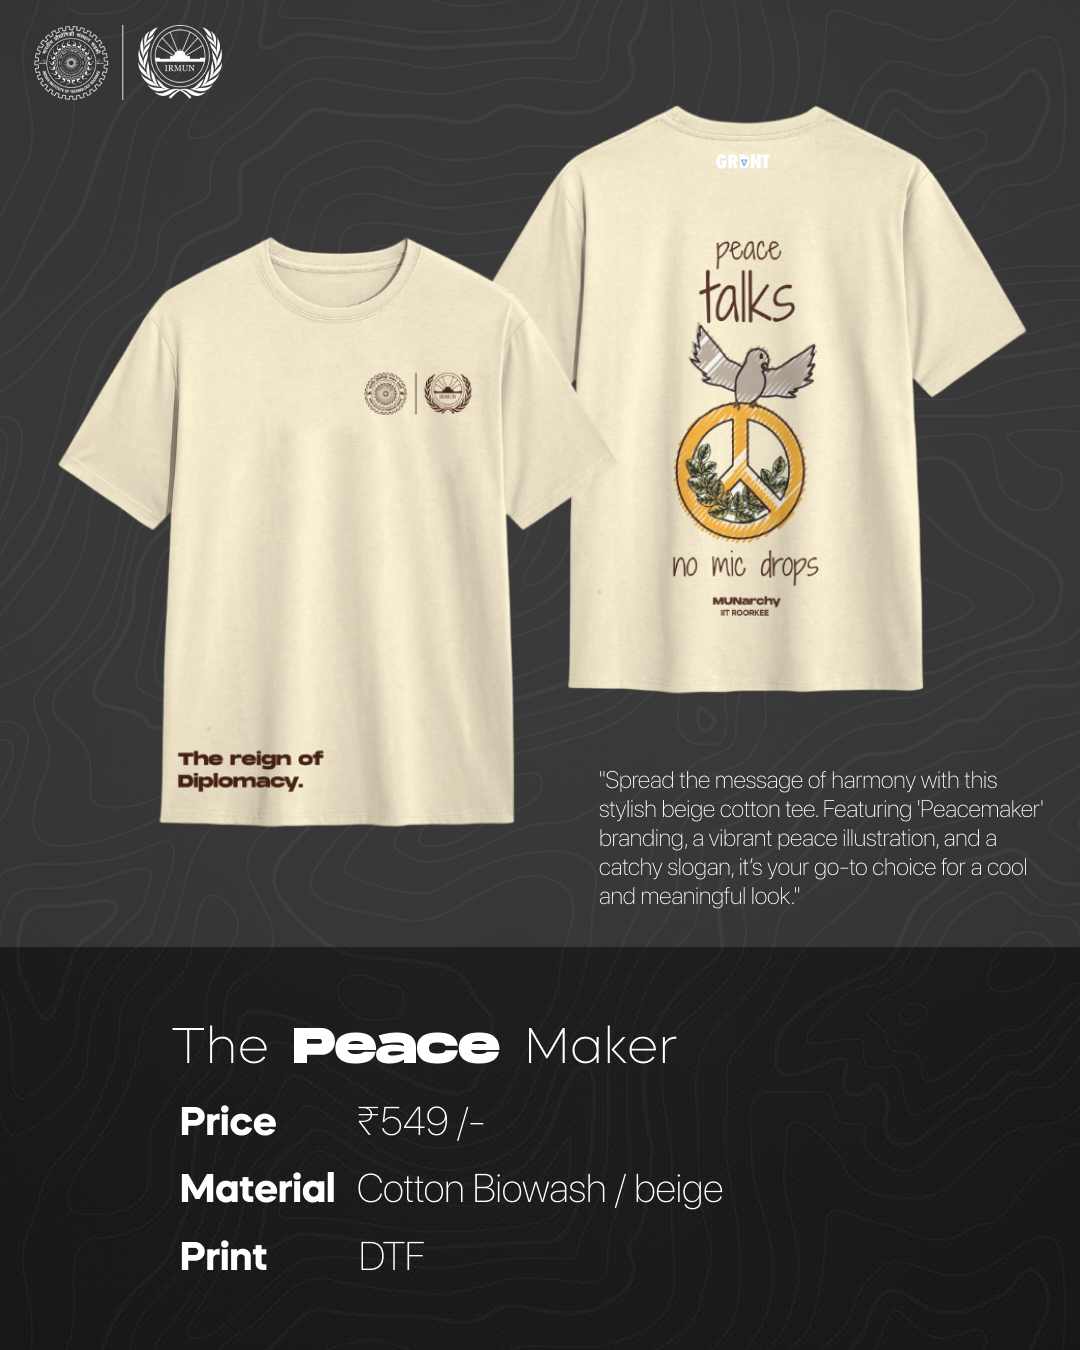 IRMUN
GRDNT
peace
talks
no mic drops
MUNarchy
IIT ROORKEE
IRMUN
The reign of
Diplomacy.
"Spread the message of harmony with this
stylish beige cotton tee. Featuring 'Peacemaker'
branding, a vibrant peace illustration, and a
catchy slogan, it's your go-to choice for a cool
and meaningful look."
The Peace Maker
Price ₹549 /-
Material Cotton Biowash / beige
Print DTF